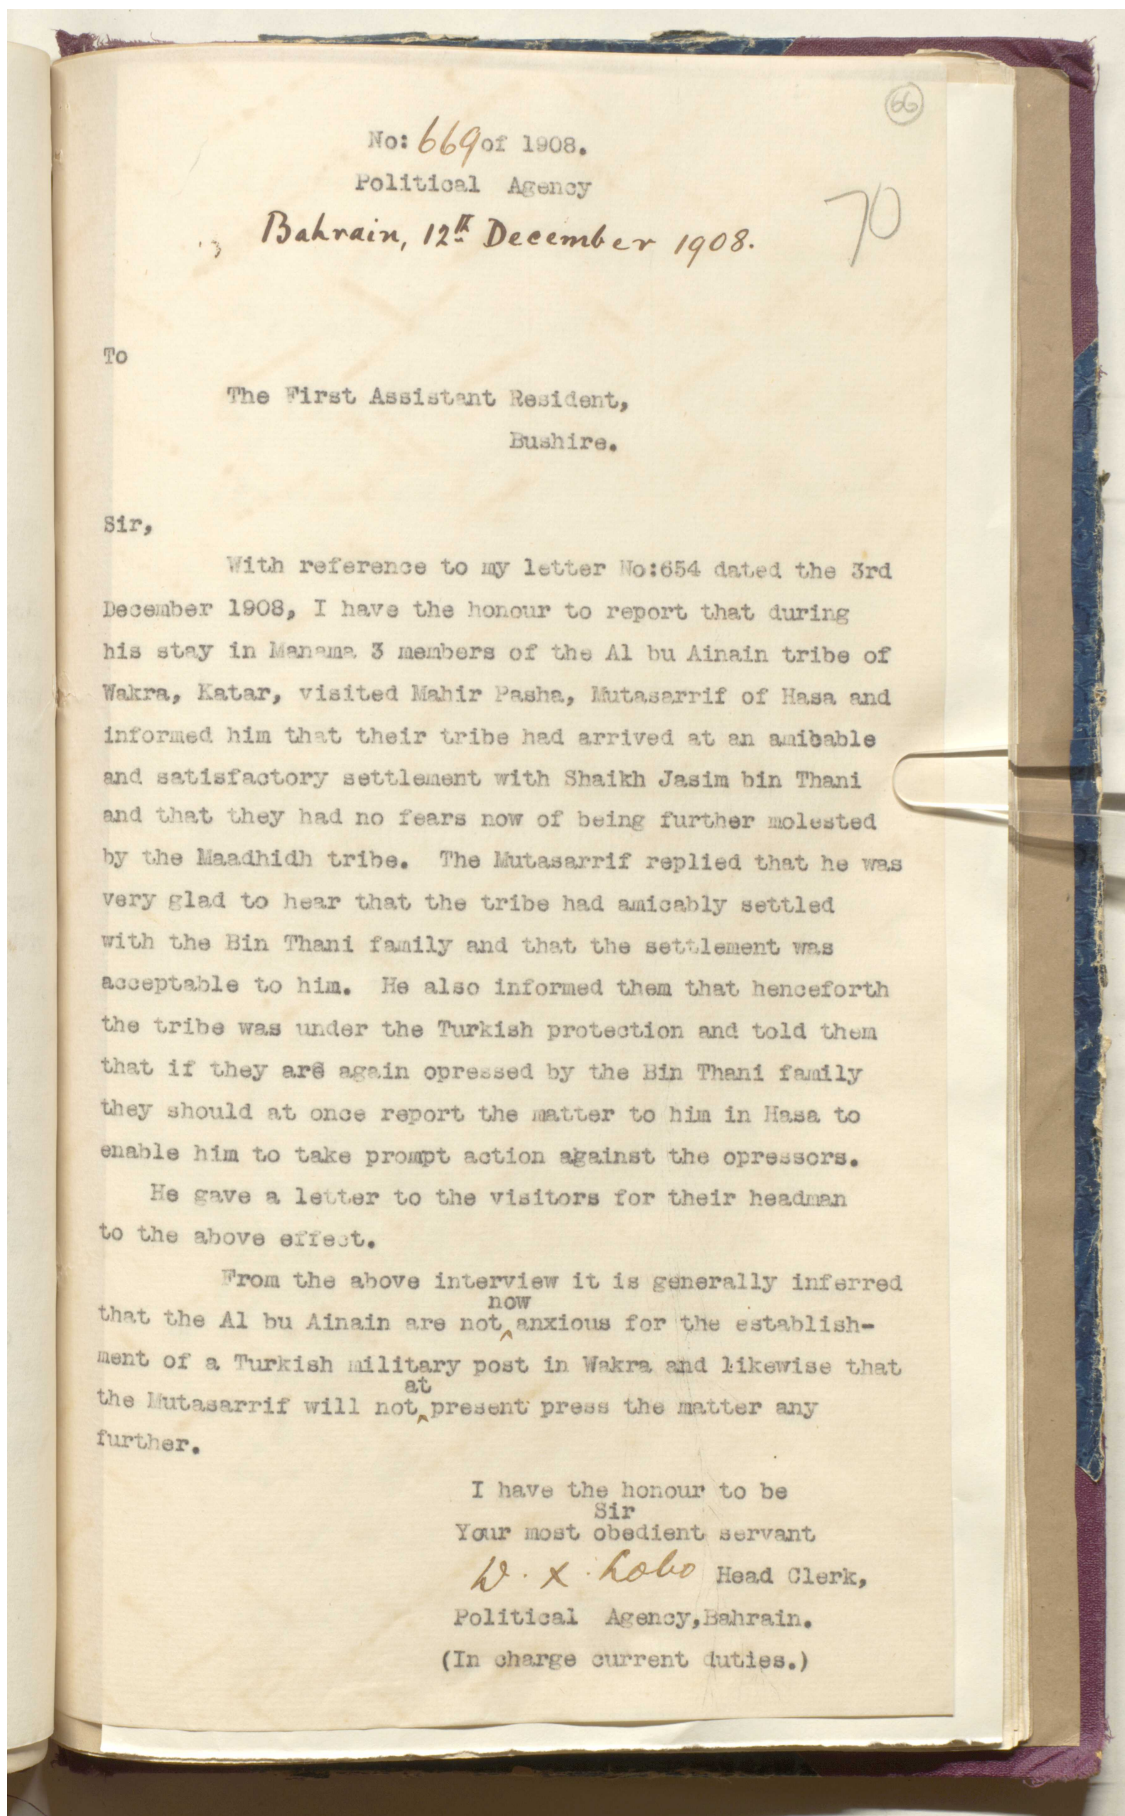 66
No: 669 of 1908.
Political Agency
70
Bahrain, 12th December 1908.
To
The First Assistant Resident,
Bushire.
Sir,
With reference to my letter No:654 dated the 3rd
December 1908, I have the honour to report that during
his stay in Manama 3 members of the Al bu Ainain tribe of
Wakra, Katar, visited Mahir Pasha, Mutasarrif of Hasa and
informed him that their tribe had arrived at an amicable
and satisfactory settlement with Shaikh Jasim bin Thani
and that they had no fears now of being further molested
by the Maadhidh tribe. The Mutasarrif replied that he was
very glad to hear that the tribe had amicably settled
with the Bin Thani family and that the settlement was
acceptable to him. He also informed them that henceforth
the tribe was under the Turkish protection and told them
that if they are again opressed by the Bin Thani family
they should at once report the matter to him in Hasa to
enable him to take prompt action against the opressors.
He gave a letter to the visitors for their headman
to the above effect.
From the above interview it is generally inferred
now
that the Al bu Ainain are not anxious for the establish-
ment of a Turkish military post in Wakra and likewise that
at
the Mutasarrif will not present press the matter any
further.
I have the honour to be
Sir
Your most obedient servant
W. X. Lobo Head Clerk,
Political Agency, Bahrain.
(In charge current duties.)